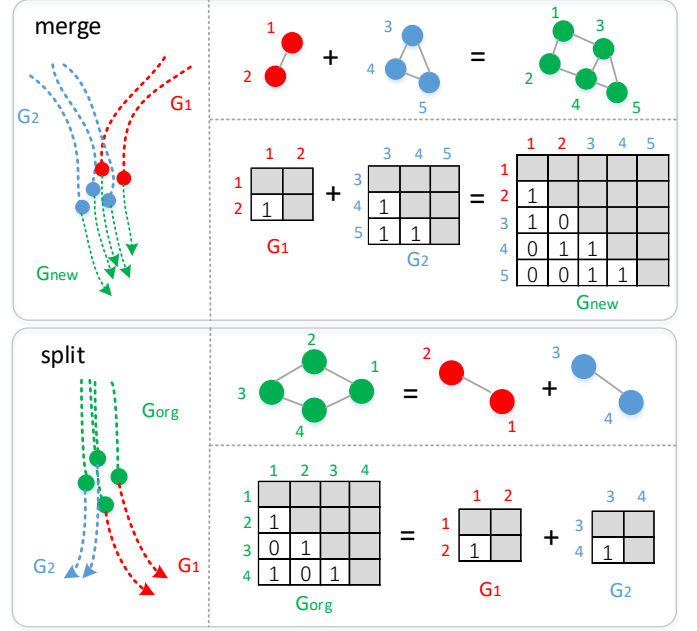 merge
G2
G1
Gnew
1
2
+
3
4
5
=
1
3
2
4
5
1 2
1
2 1
G1
+
3 4 5
3
4 1
5 1 1
G2
=
1 2 3 4 5
1
2 1
3 1 0
4 0 1 1
5 0 0 1 1
Gnew
split
Gorg
G2
G1
2
1
3
4
=
2
1
+
3
4
1 2 3 4
1
2 1
3 0 1
4 1 0 1
Gorg
=
1 2
1
2 1
G1
+
3 4
3
4 1
G2